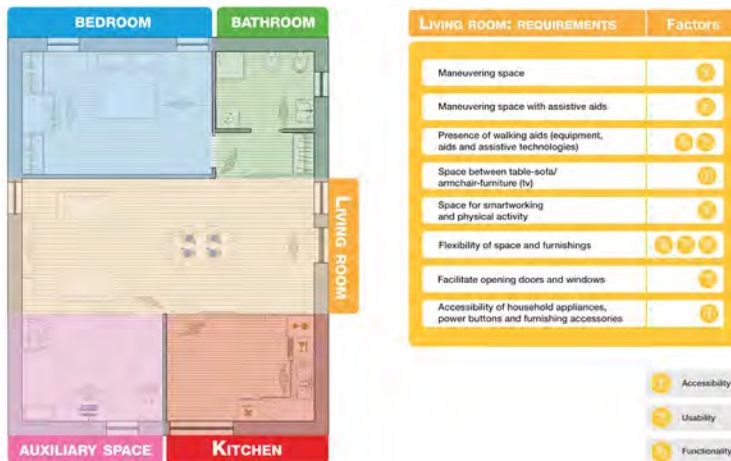 BEDROOM
BATHROOM
LIVING ROOM
AUXILIARY SPACE
KITCHEN
LIVING ROOM: REQUIREMENTS
Factors
Maneuvering space
Maneuvering space with assistive aids
Presence of walking aids (equipment,
aids and assistive technologies)
Space between table-sofa/
armchair-furniture (tv)
Space for smartworking
and physical activity
Flexibility of space and furnishings
Facilitate opening doors and windows
Accessibility of household appliances,
power buttons and furnishing accessories
Accessibility
Usability
Functionality